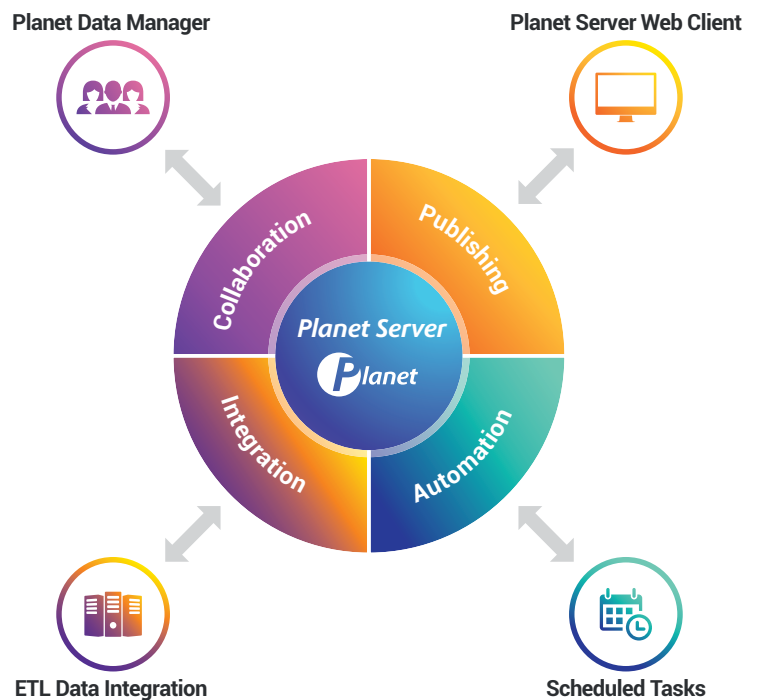 Planet Data Manager
Planet Server Web Client
Collaboration
Publishing
Planet Server
Planet
Integration
Automation
ETL Data Integration
Scheduled Tasks